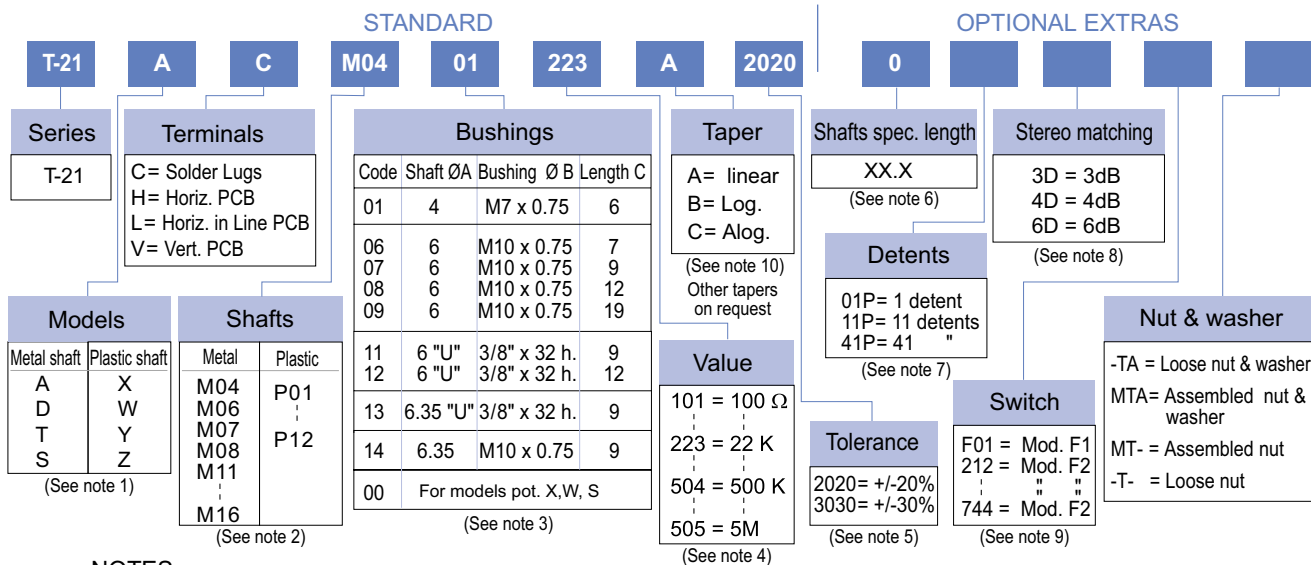 STANDARD
OPTIONAL EXTRAS
T-21 A C M04 01 223 A 2020 0
Series
T-21
Terminals
C= Solder Lugs
H= Horiz. PCB
L= Horiz. in Line PCB
V= Vert. PCB
Models
Metal shaft Plastic shaft
A X
D W
T Y
S Z
(See note 1)
Shafts
Metal Plastic
M04
M06
M07
M08
M11
M16
P01
P12
(See note 2)
Bushings
Code Shaft ØA Bushing Ø B Length C
01 4 M7 x 0.75 6
06 6 M10 x 0.75 7
07 6 M10 x 0.75 9
08 6 M10 x 0.75 12
09 6 M10 x 0.75 19
11 6 "U" 3/8" x 32 h. 9
12 6 "U" 3/8" x 32 h. 12
13 6.35 "U" 3/8" x 32 h. 9
14 6.35 M10 x 0.75 9
00 For models pot. X,W, S
(See note 3)
Taper
A= linear
B= Log.
C= Alog.
(See note 10)
Other tapers
on request
Value
101 = 100 Ω
223 = 22 K
504 = 500 K
505 = 5M
(See note 4)
Tolerance
2020= +/-20%
3030= +/-30%
(See note 5)
Shafts spec. length
XX.X
(See note 6)
Detents
01P= 1 detent
11P= 11 detents
41P= 41 "
(See note 7)
Stereo matching
3D = 3dB
4D = 4dB
6D = 6dB
(See note 8)
Switch
F01 = Mod. F1
212 = Mod. F2
" "
744 = Mod. F2
(See note 9)
Nut & washer
-TA = Loose nut & washer
MTA= Assembled nut &
washer
MT- = Assembled nut
-T- = Loose nut